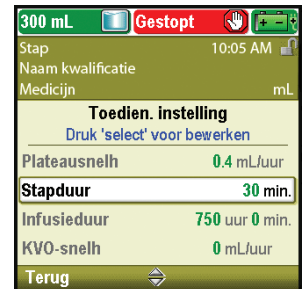 300 mL Gestopt
Stap 10:05 AM
Naam kwalificatie
Medicijn mL
Toedien. instelling
Druk 'select' voor bewerken
Plateausnelh 0.4 mL/uur
Stapduur 30 min.
Infusieduur 750 uur 0 min.
KVO-snelh 0 mL/uur
Terug